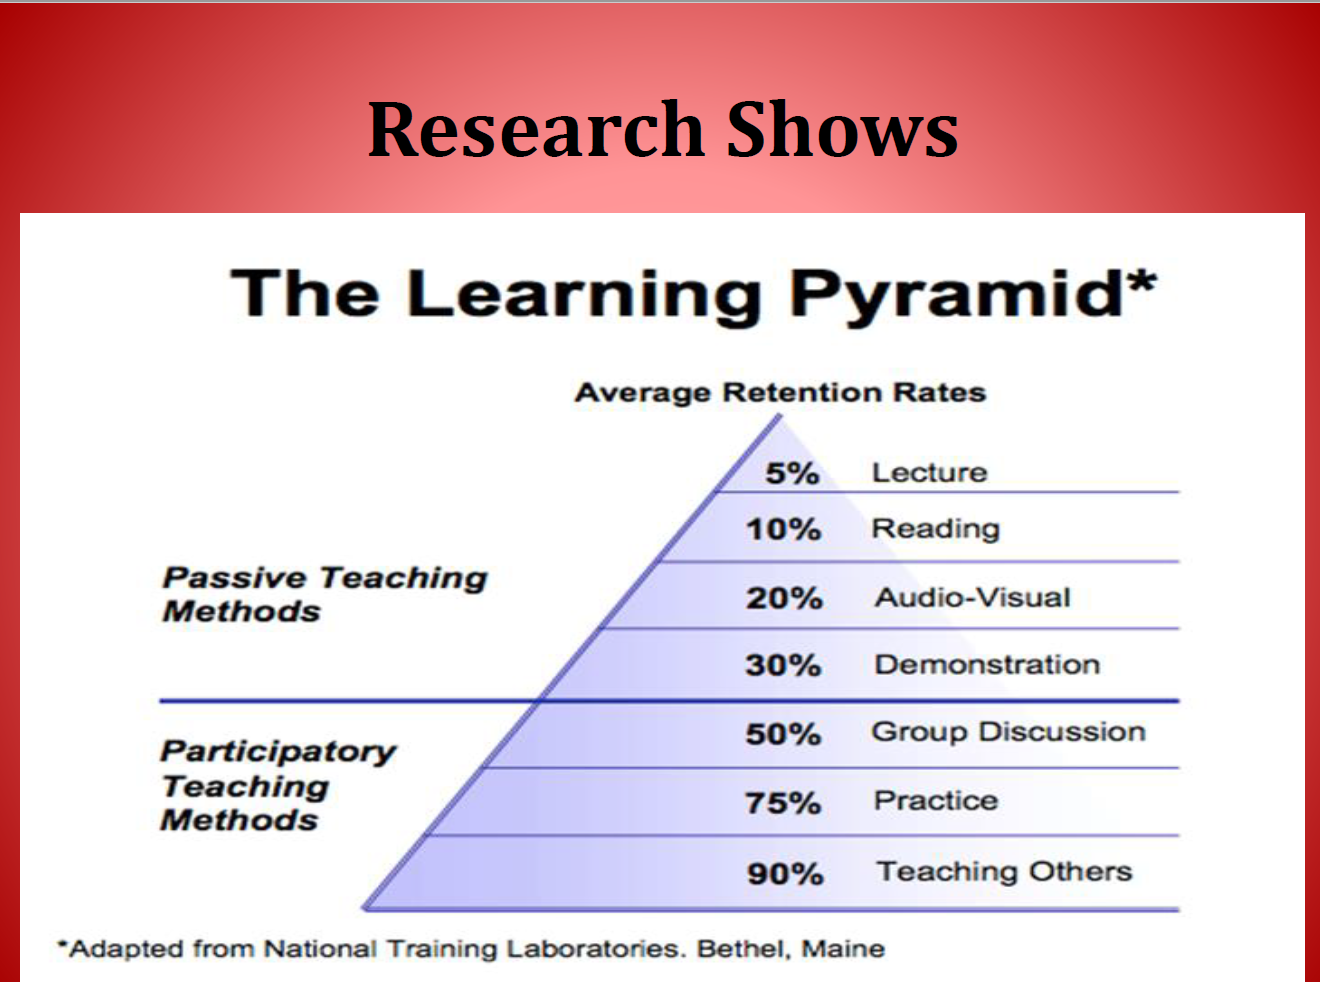 Research Shows
The Learning Pyramid*
Average Retention Rates
5% Lecture
10% Reading
Passive Teaching
Methods
20% Audio-Visual
30% Demonstration
Participatory
Teaching
Methods
50% Group Discussion
75% Practice
90% Teaching Others
*Adapted from National Training Laboratories. Bethel, Maine